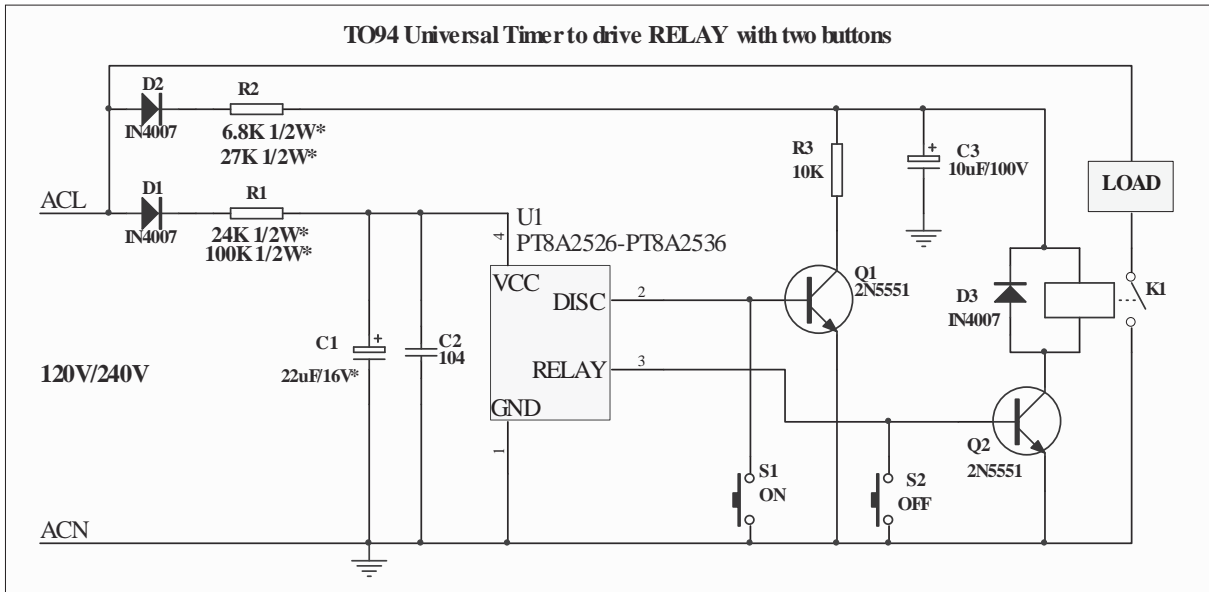 TO94 Universal Timer to drive RELAY with two buttons
D2
IN4007
R2
6.8K 1/2W*
27K 1/2W*
R3
10K
C3
+
10uF/100V
LOAD
ACL
D1
IN4007
R1
24K 1/2W*
100K 1/2W*
U1
PT8A2526-PT8A2536
4
VCC
DISC
2
Q1
2N5551
D3
IN4007
K1
C1
+
22uF/16V*
C2
104
120V/240V
RELAY
3
GND
1
Q2
2N5551
S1
ON
S2
OFF
ACN